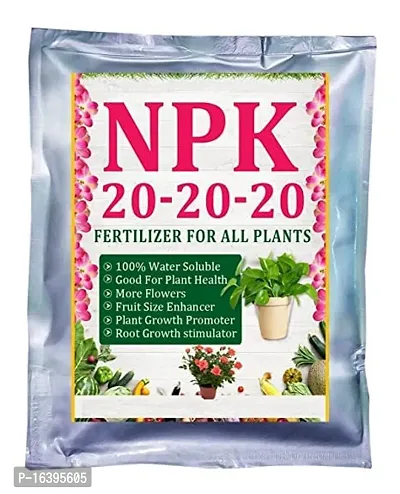 NPK
20-20-20
FERTILIZER FOR ALL PLANTS
100% Water Soluble
Good For Plant Health
More Flowers
Fruit Size Enhancer
Plant Growth Promoter
Root Growth stimulator
P-16395605